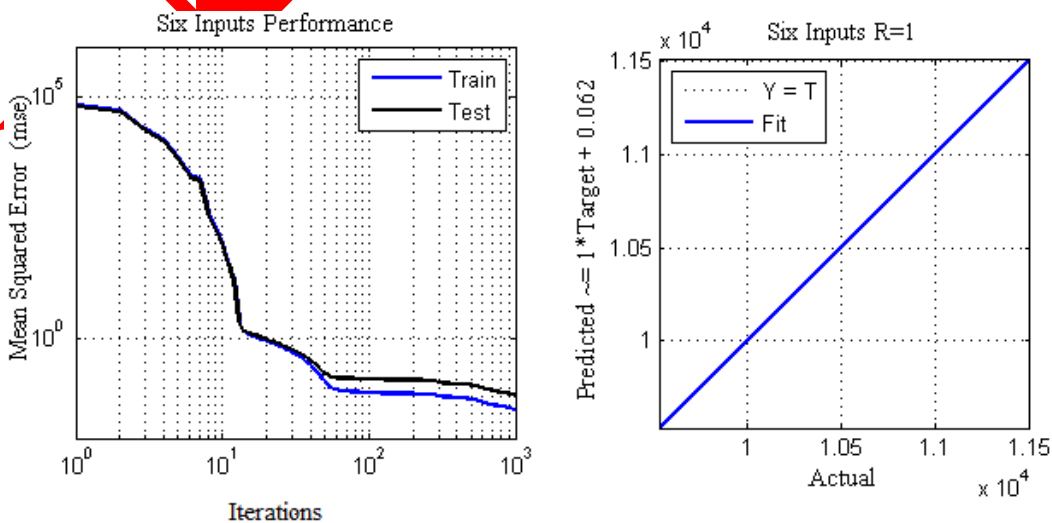 Six Inputs Performance
Mean Squared Error (mse)
10^5
10^0
Train
Test
10^0 10^1 10^2 10^3
Iterations
Six Inputs R=1
x 10^4
Predicted ~= 1*Target + 0.062
1.15
1.1
1.05
1
Y = T
Fit
1 1.05 1.1 1.15
Actual
x 10^4